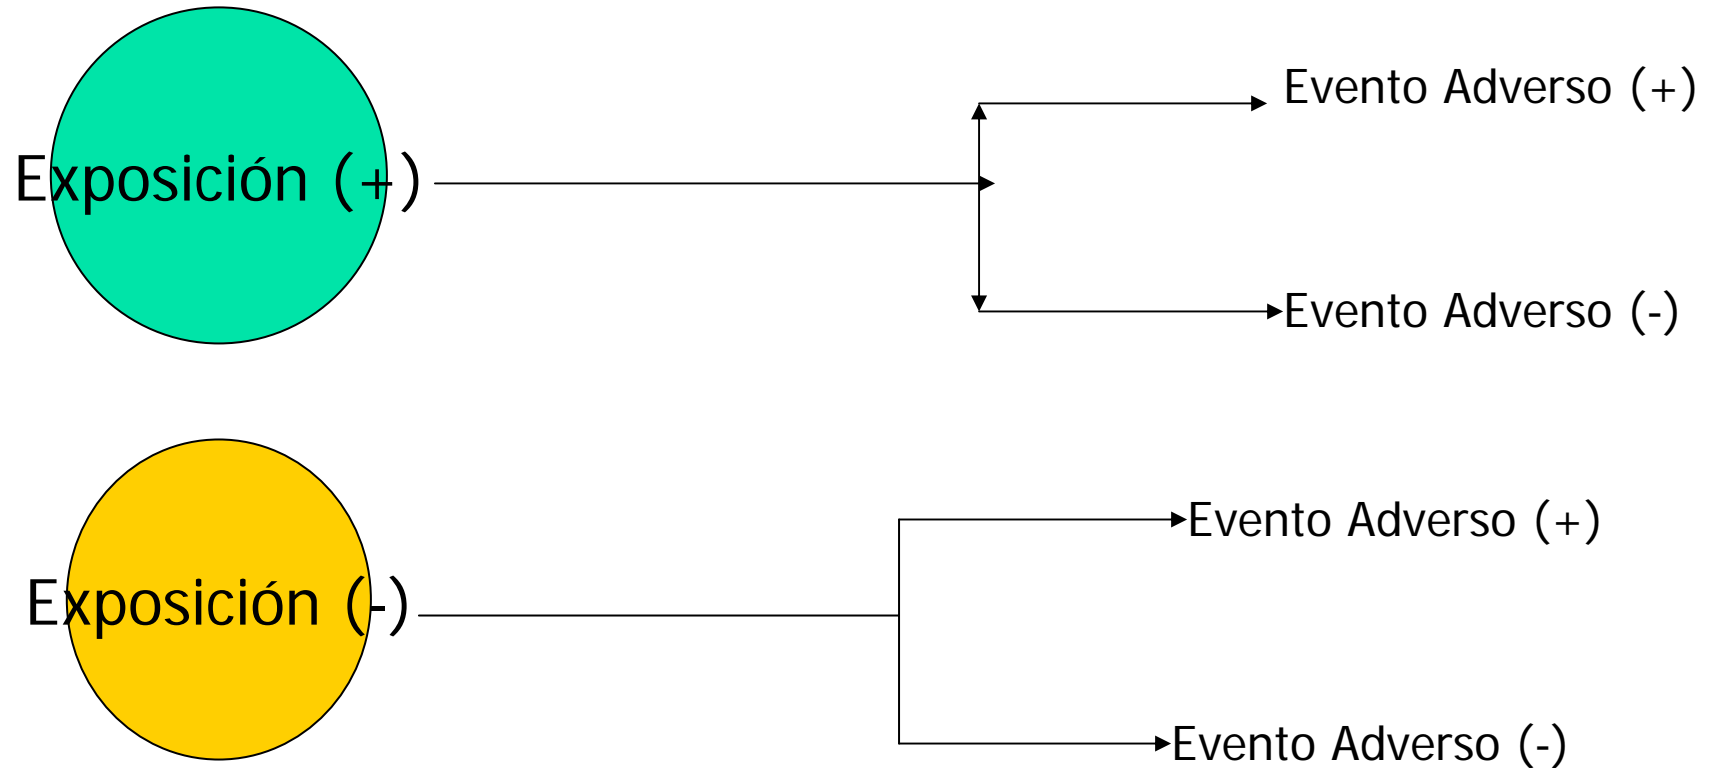 Evento Adverso (+)
Exposición (+)
Evento Adverso (-)
Evento Adverso (+)
Exposición (-)
Evento Adverso (-)